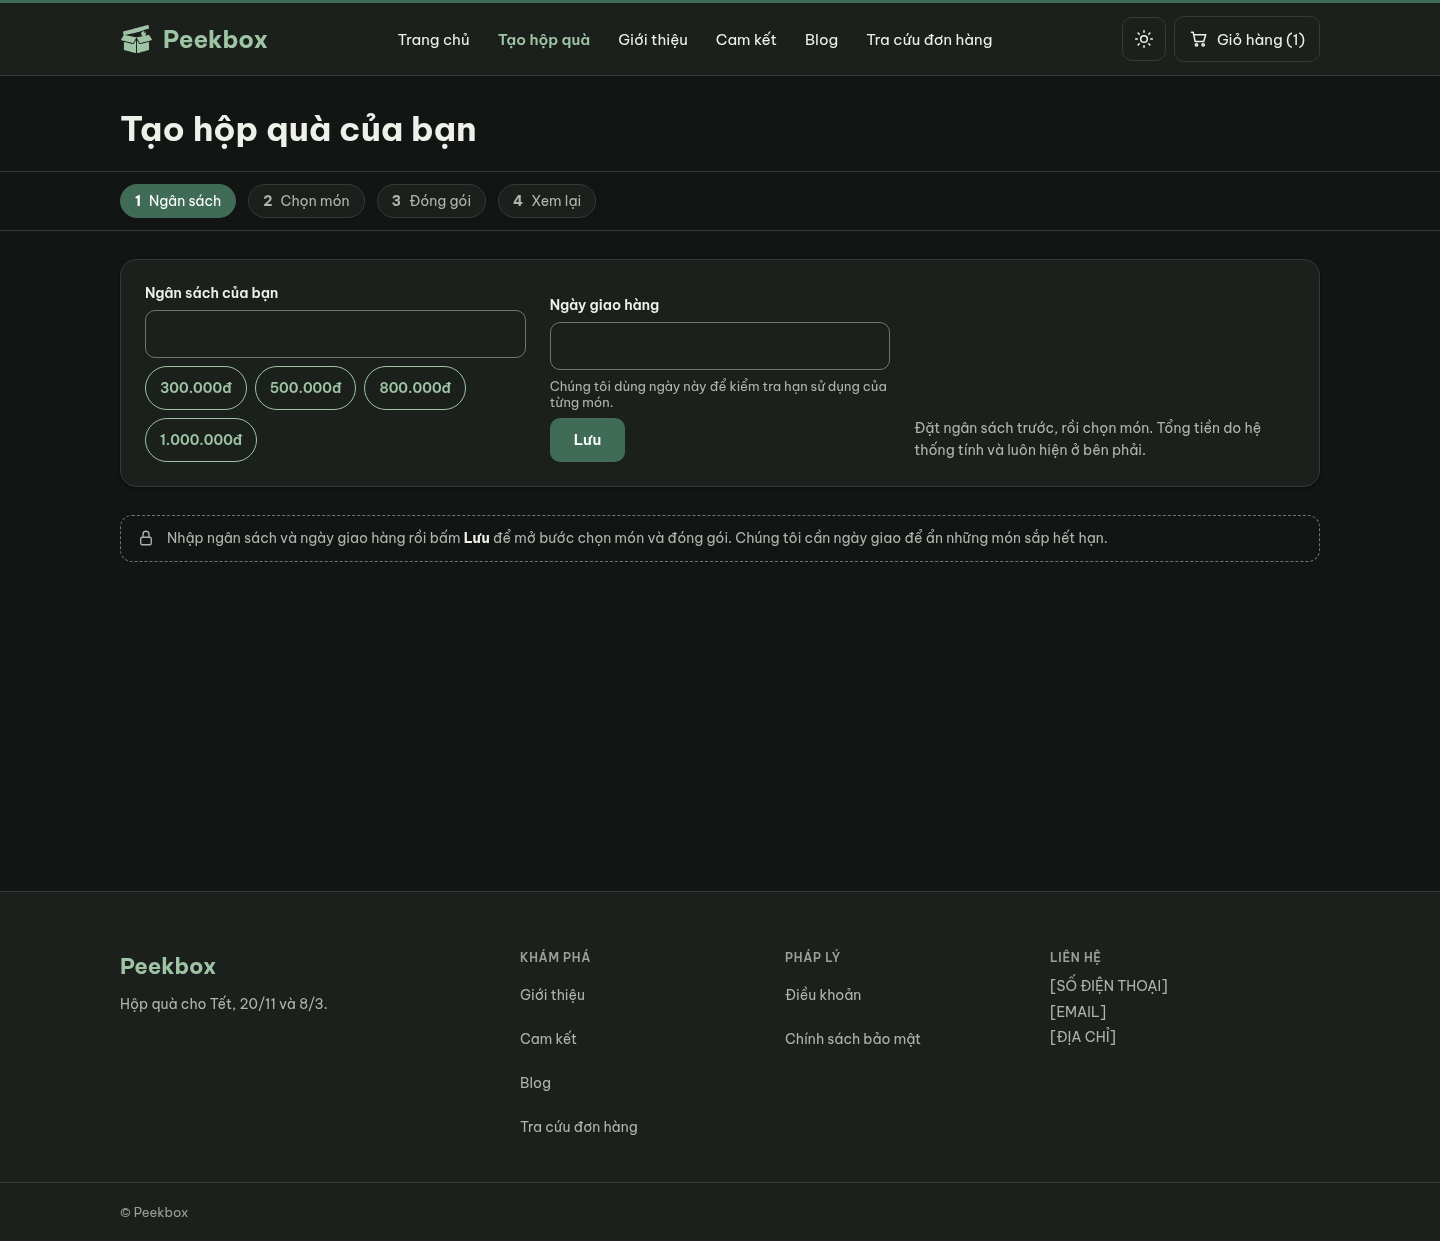 Peekbox
Trang chủ
Tạo hộp quà
Giới thiệu
Cam kết
Blog
Tra cứu đơn hàng
Giỏ hàng (1)
Tạo hộp quà của bạn
1 Ngân sách
2 Chọn món
3 Đóng gói
4 Xem lại
Ngân sách của bạn
300.000đ
500.000đ
800.000đ
1.000.000đ
Ngày giao hàng
Chúng tôi dùng ngày này để kiểm tra hạn sử dụng của
từng món.
Lưu
Đặt ngân sách trước, rồi chọn món. Tổng tiền do hệ
thống tính và luôn hiện ở bên phải.
Nhập ngân sách và ngày giao hàng rồi bấm Lưu để mở bước chọn món và đóng gói. Chúng tôi cần ngày giao để ẩn những món sắp hết hạn.
Peekbox
Hộp quà cho Tết, 20/11 và 8/3.
KHÁM PHÁ
Giới thiệu
Cam kết
Blog
Tra cứu đơn hàng
PHÁP LÝ
Điều khoản
Chính sách bảo mật
LIÊN HỆ
[SỐ ĐIỆN THOẠI]
[EMAIL]
[ĐỊA CHỈ]
© Peekbox